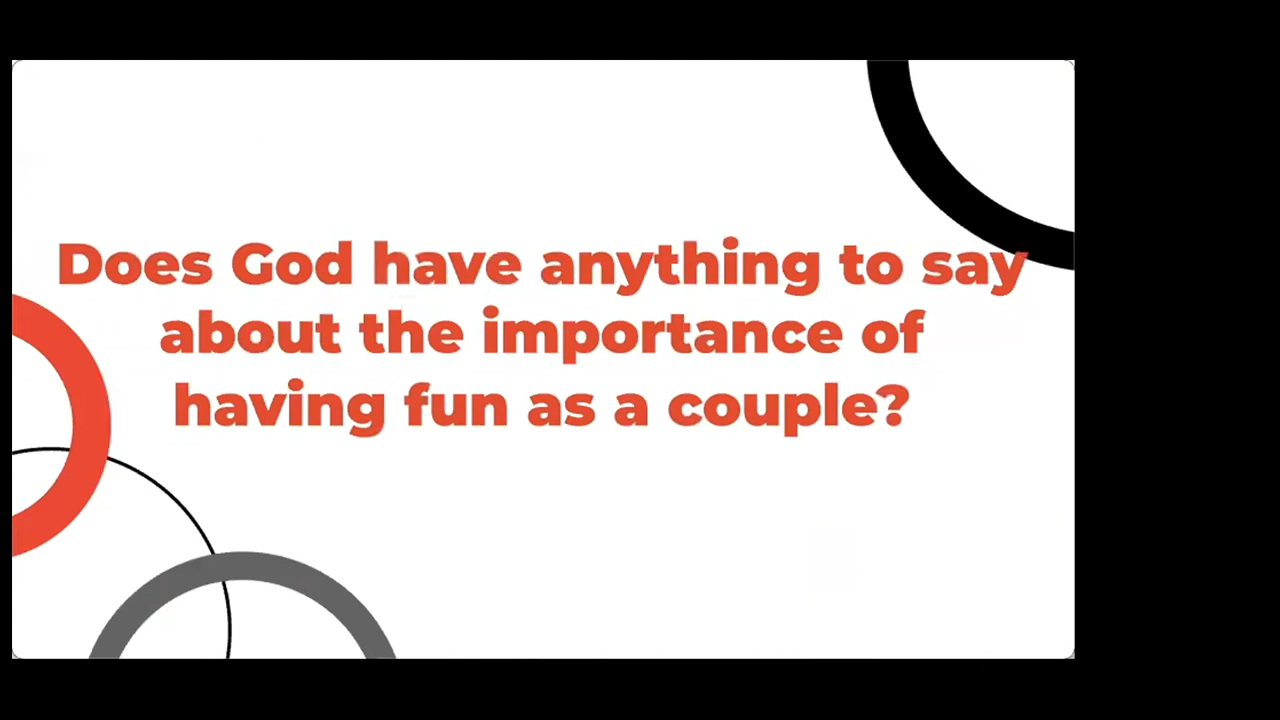 Does God have anything to say
about the importance of
having fun as a couple?